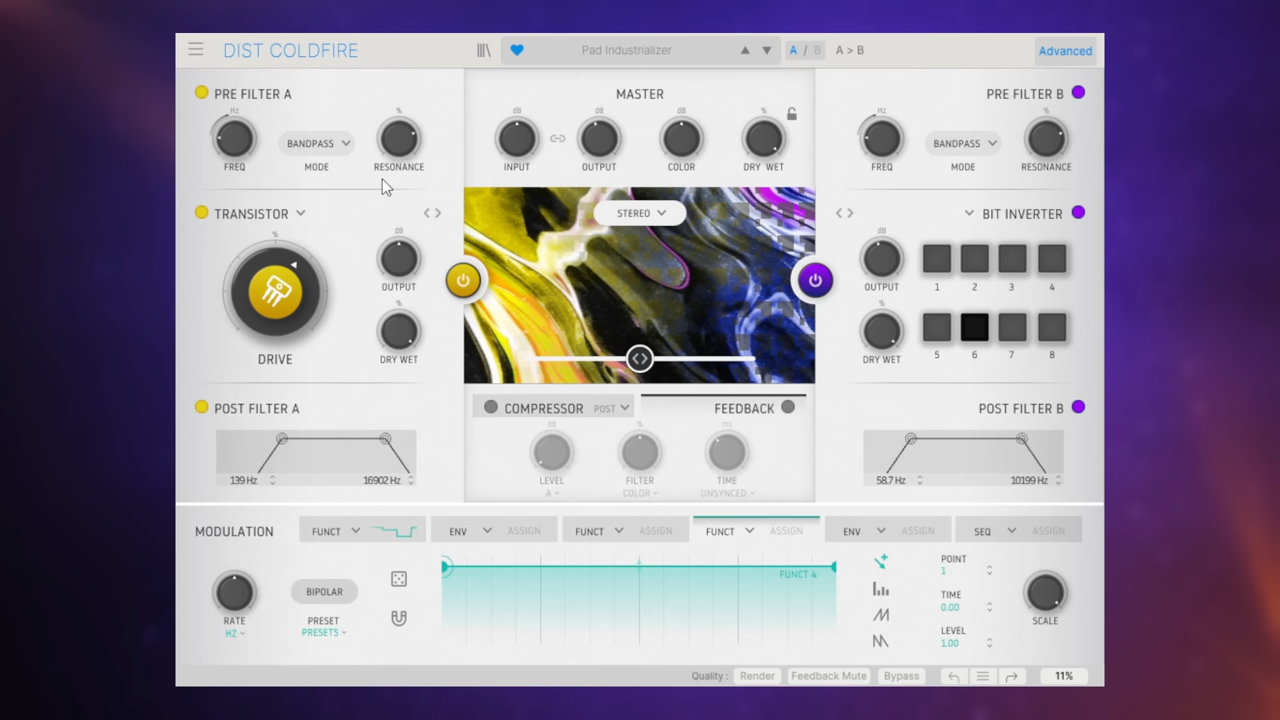 DIST COLDFIRE
Pad Industrializer
A / B
A > B
Advanced
PRE FILTER A
Hz
FREQ
BANDPASS
MODE
%
RESONANCE
MASTER
dB
INPUT
dB
OUTPUT
dB
COLOR
%
DRY WET
PRE FILTER B
Hz
FREQ
BANDPASS
MODE
%
RESONANCE
TRANSISTOR
%
DRIVE
dB
OUTPUT
%
DRY WET
STEREO
BIT INVERTER
dB
OUTPUT
1 2 3 4
%
DRY WET
5 6 7 8
POST FILTER A
139 Hz
16902 Hz
COMPRESSOR POST
FEEDBACK
dB
LEVEL
A
%
FILTER
COLOR
ms
TIME
UNSYNCED
POST FILTER B
58.7 Hz
10199 Hz
MODULATION
FUNCT
ENV ASSIGN
FUNCT ASSIGN
FUNCT ASSIGN
ENV ASSIGN
SEQ ASSIGN
RATE
HZ
BIPOLAR
PRESET
PRESETS
FUNCT 4
POINT
1
TIME
0.00
LEVEL
1.00
SCALE
Quality :
Render
Feedback Mute
Bypass
11%